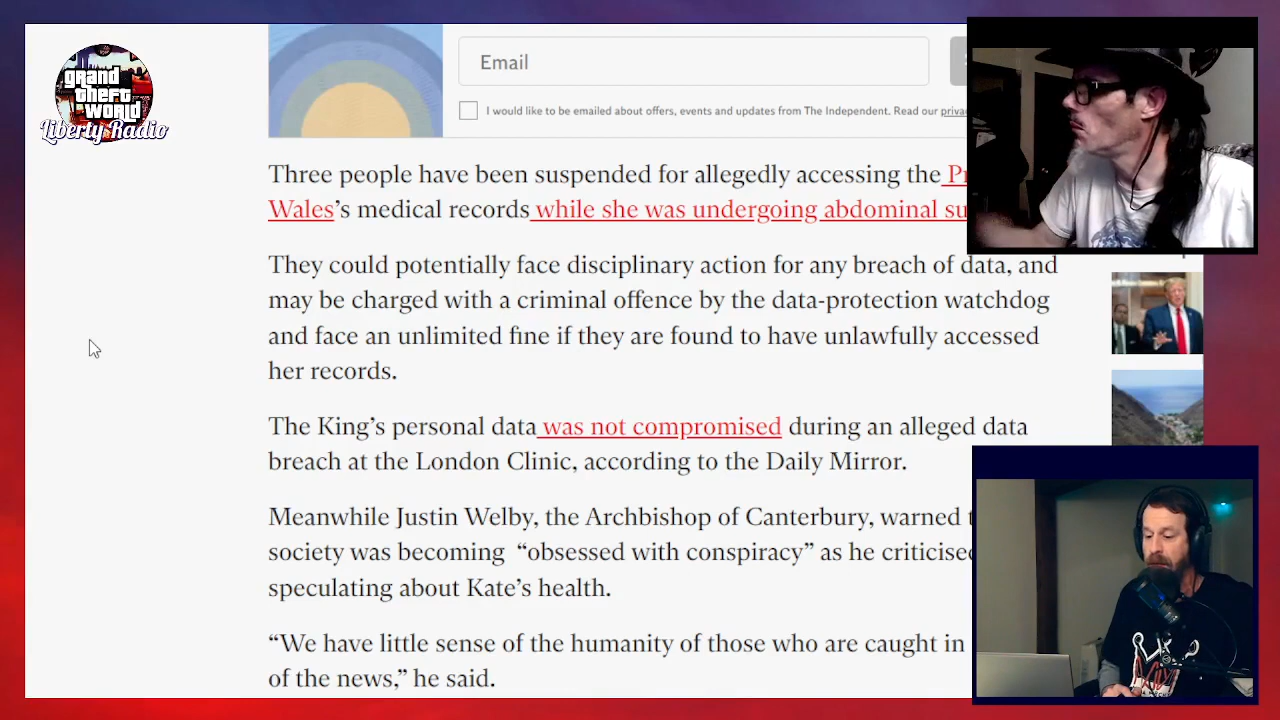 grand
theft
world
Liberty Radio
Email
I would like to be emailed about offers, events and updates from The Independent. Read our
Three people have been suspended for allegedly accessing the
Wales's medical records while she was undergoing abdominal
They could potentially face disciplinary action for any breach of data, and
may be charged with a criminal offence by the data-protection watchdog
and face an unlimited fine if they are found to have unlawfully accessed
her records.
The King's personal data was not compromised during an alleged data
breach at the London Clinic, according to the Daily Mirror.
Meanwhile Justin Welby, the Archbishop of Canterbury, warned
society was becoming “obsessed with conspiracy” as he criticised
speculating about Kate's health.
“We have little sense of the humanity of those who are caught in
of the news,” he said.